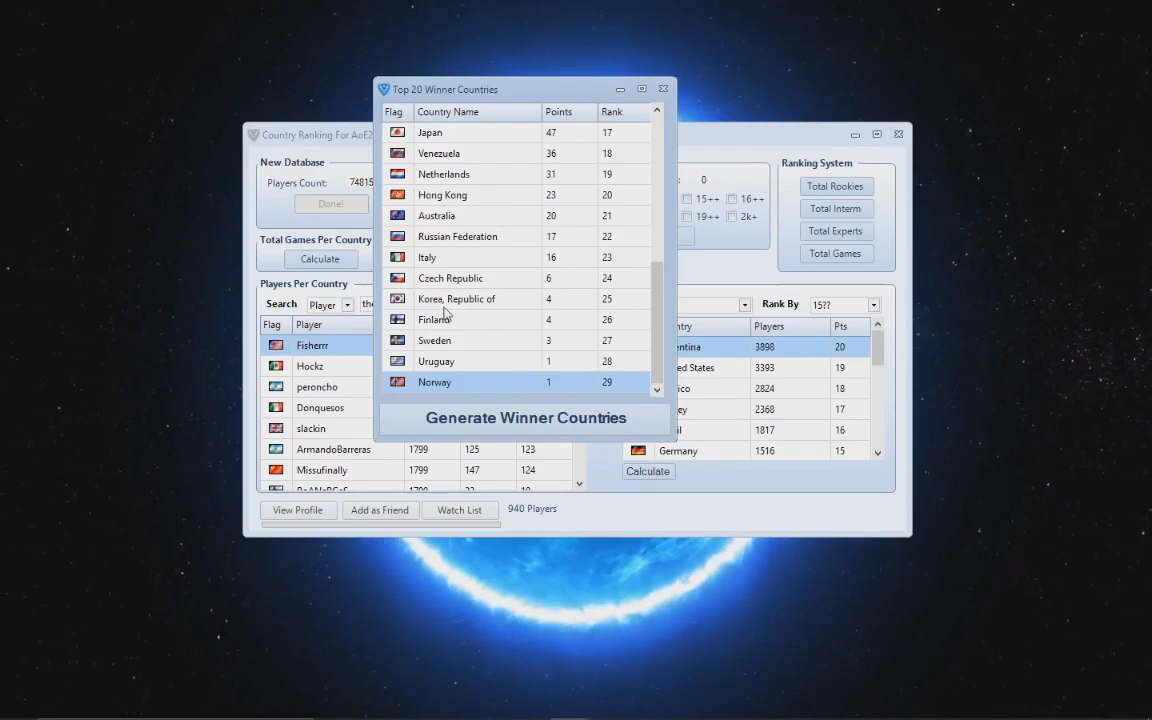 Top 20 Winner Countries
Flag Country Name Points Rank
Japan 47 17
Venezuela 36 18
Netherlands 31 19
Hong Kong 23 20
Australia 20 21
Russian Federation 17 22
Italy 16 23
Czech Republic 6 24
Korea, Republic of 4 25
Finland 4 26
Sweden 3 27
Uruguay 1 28
Norway 1 29
Generate Winner Countries
Country Ranking For AoE2
New Database
Players Count: 74815
Done!
0
15++ 16++
19++ 2k+
Ranking System
Total Rookies
Total Interm
Total Experts
Total Games
Total Games Per Country
Calculate
Players Per Country
Search Player the
Flag Player
Fisherrr
Hockz
peroncho
Donquesos
slackin
ArmandoBarreras 1799 125 123
Missufinally 1799 147 124
Rank By 15??
Players Pts
3898 20
3393 19
2824 18
2368 17
1817 16
Germany 1516 15
Calculate
View Profile Add as Friend Watch List 940 Players